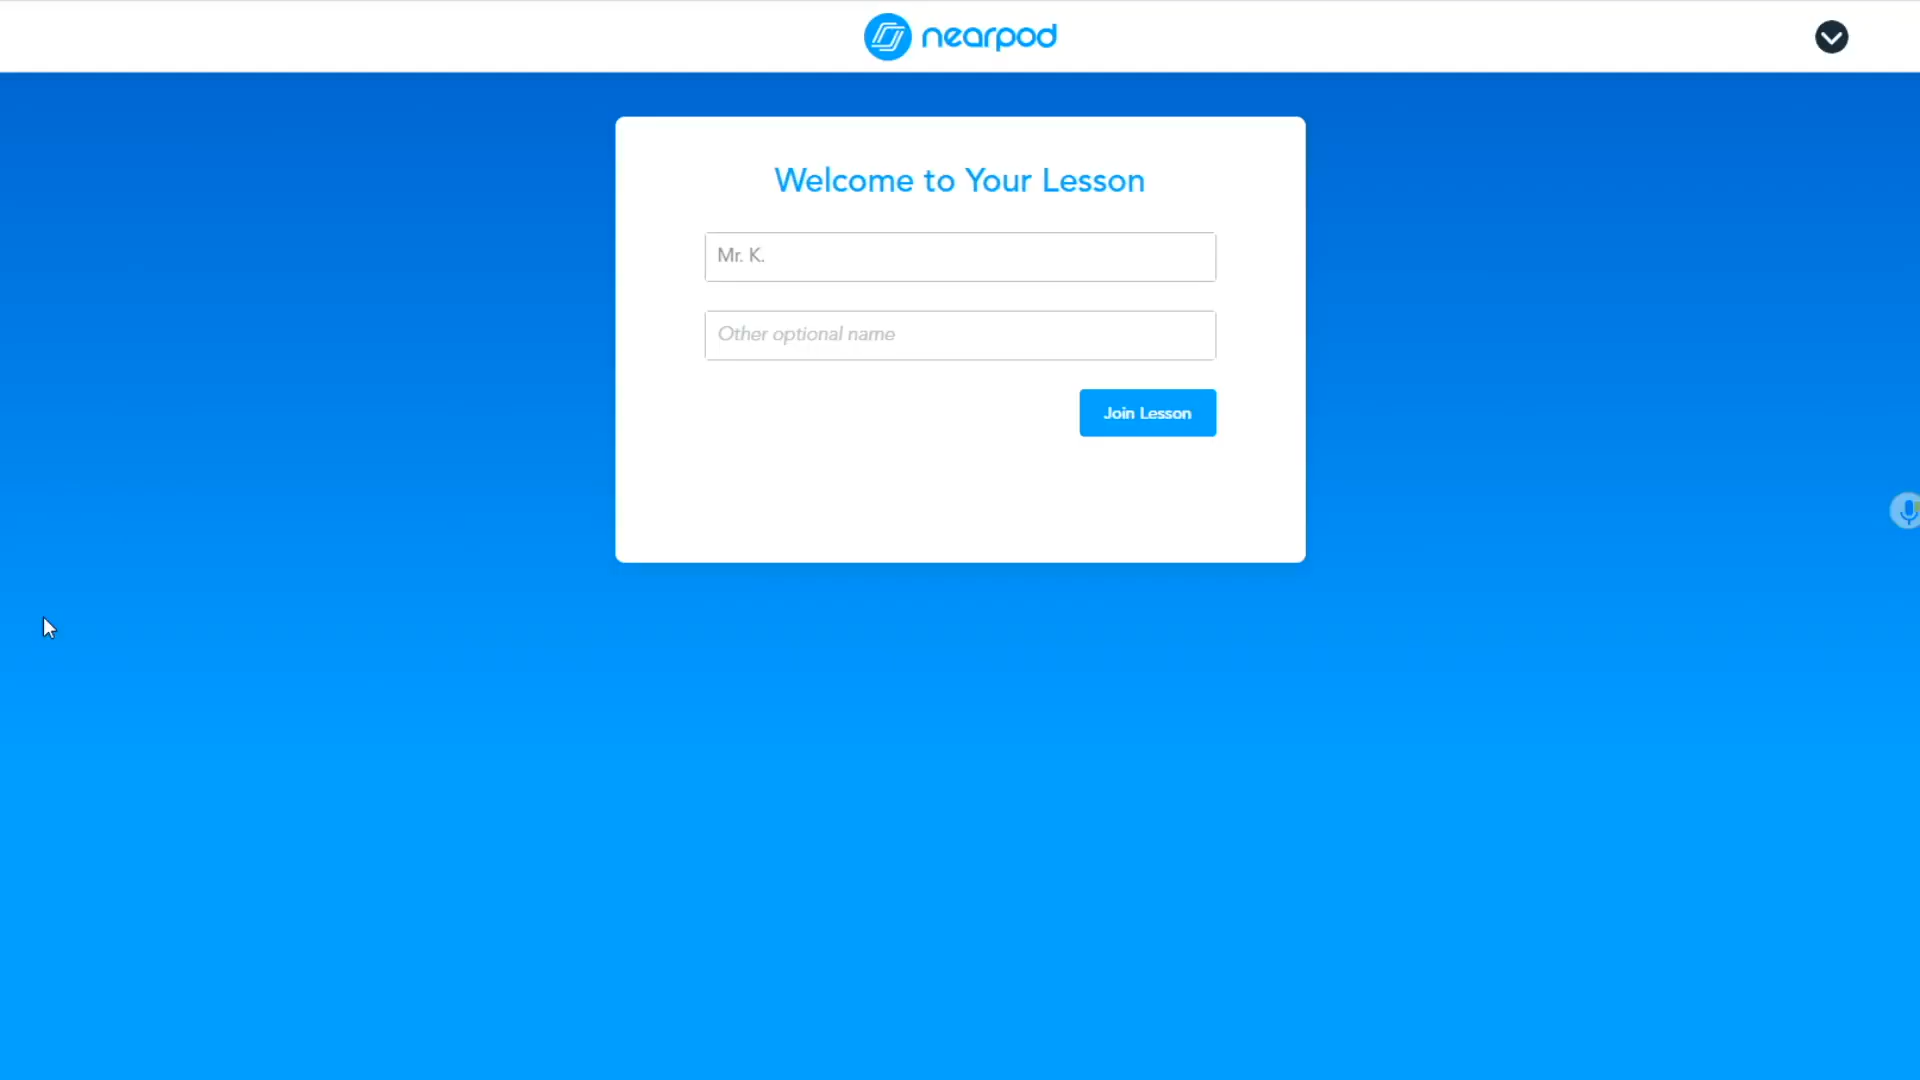 nearpod
Welcome to Your Lesson
Mr. K.
Other optional name
Join Lesson